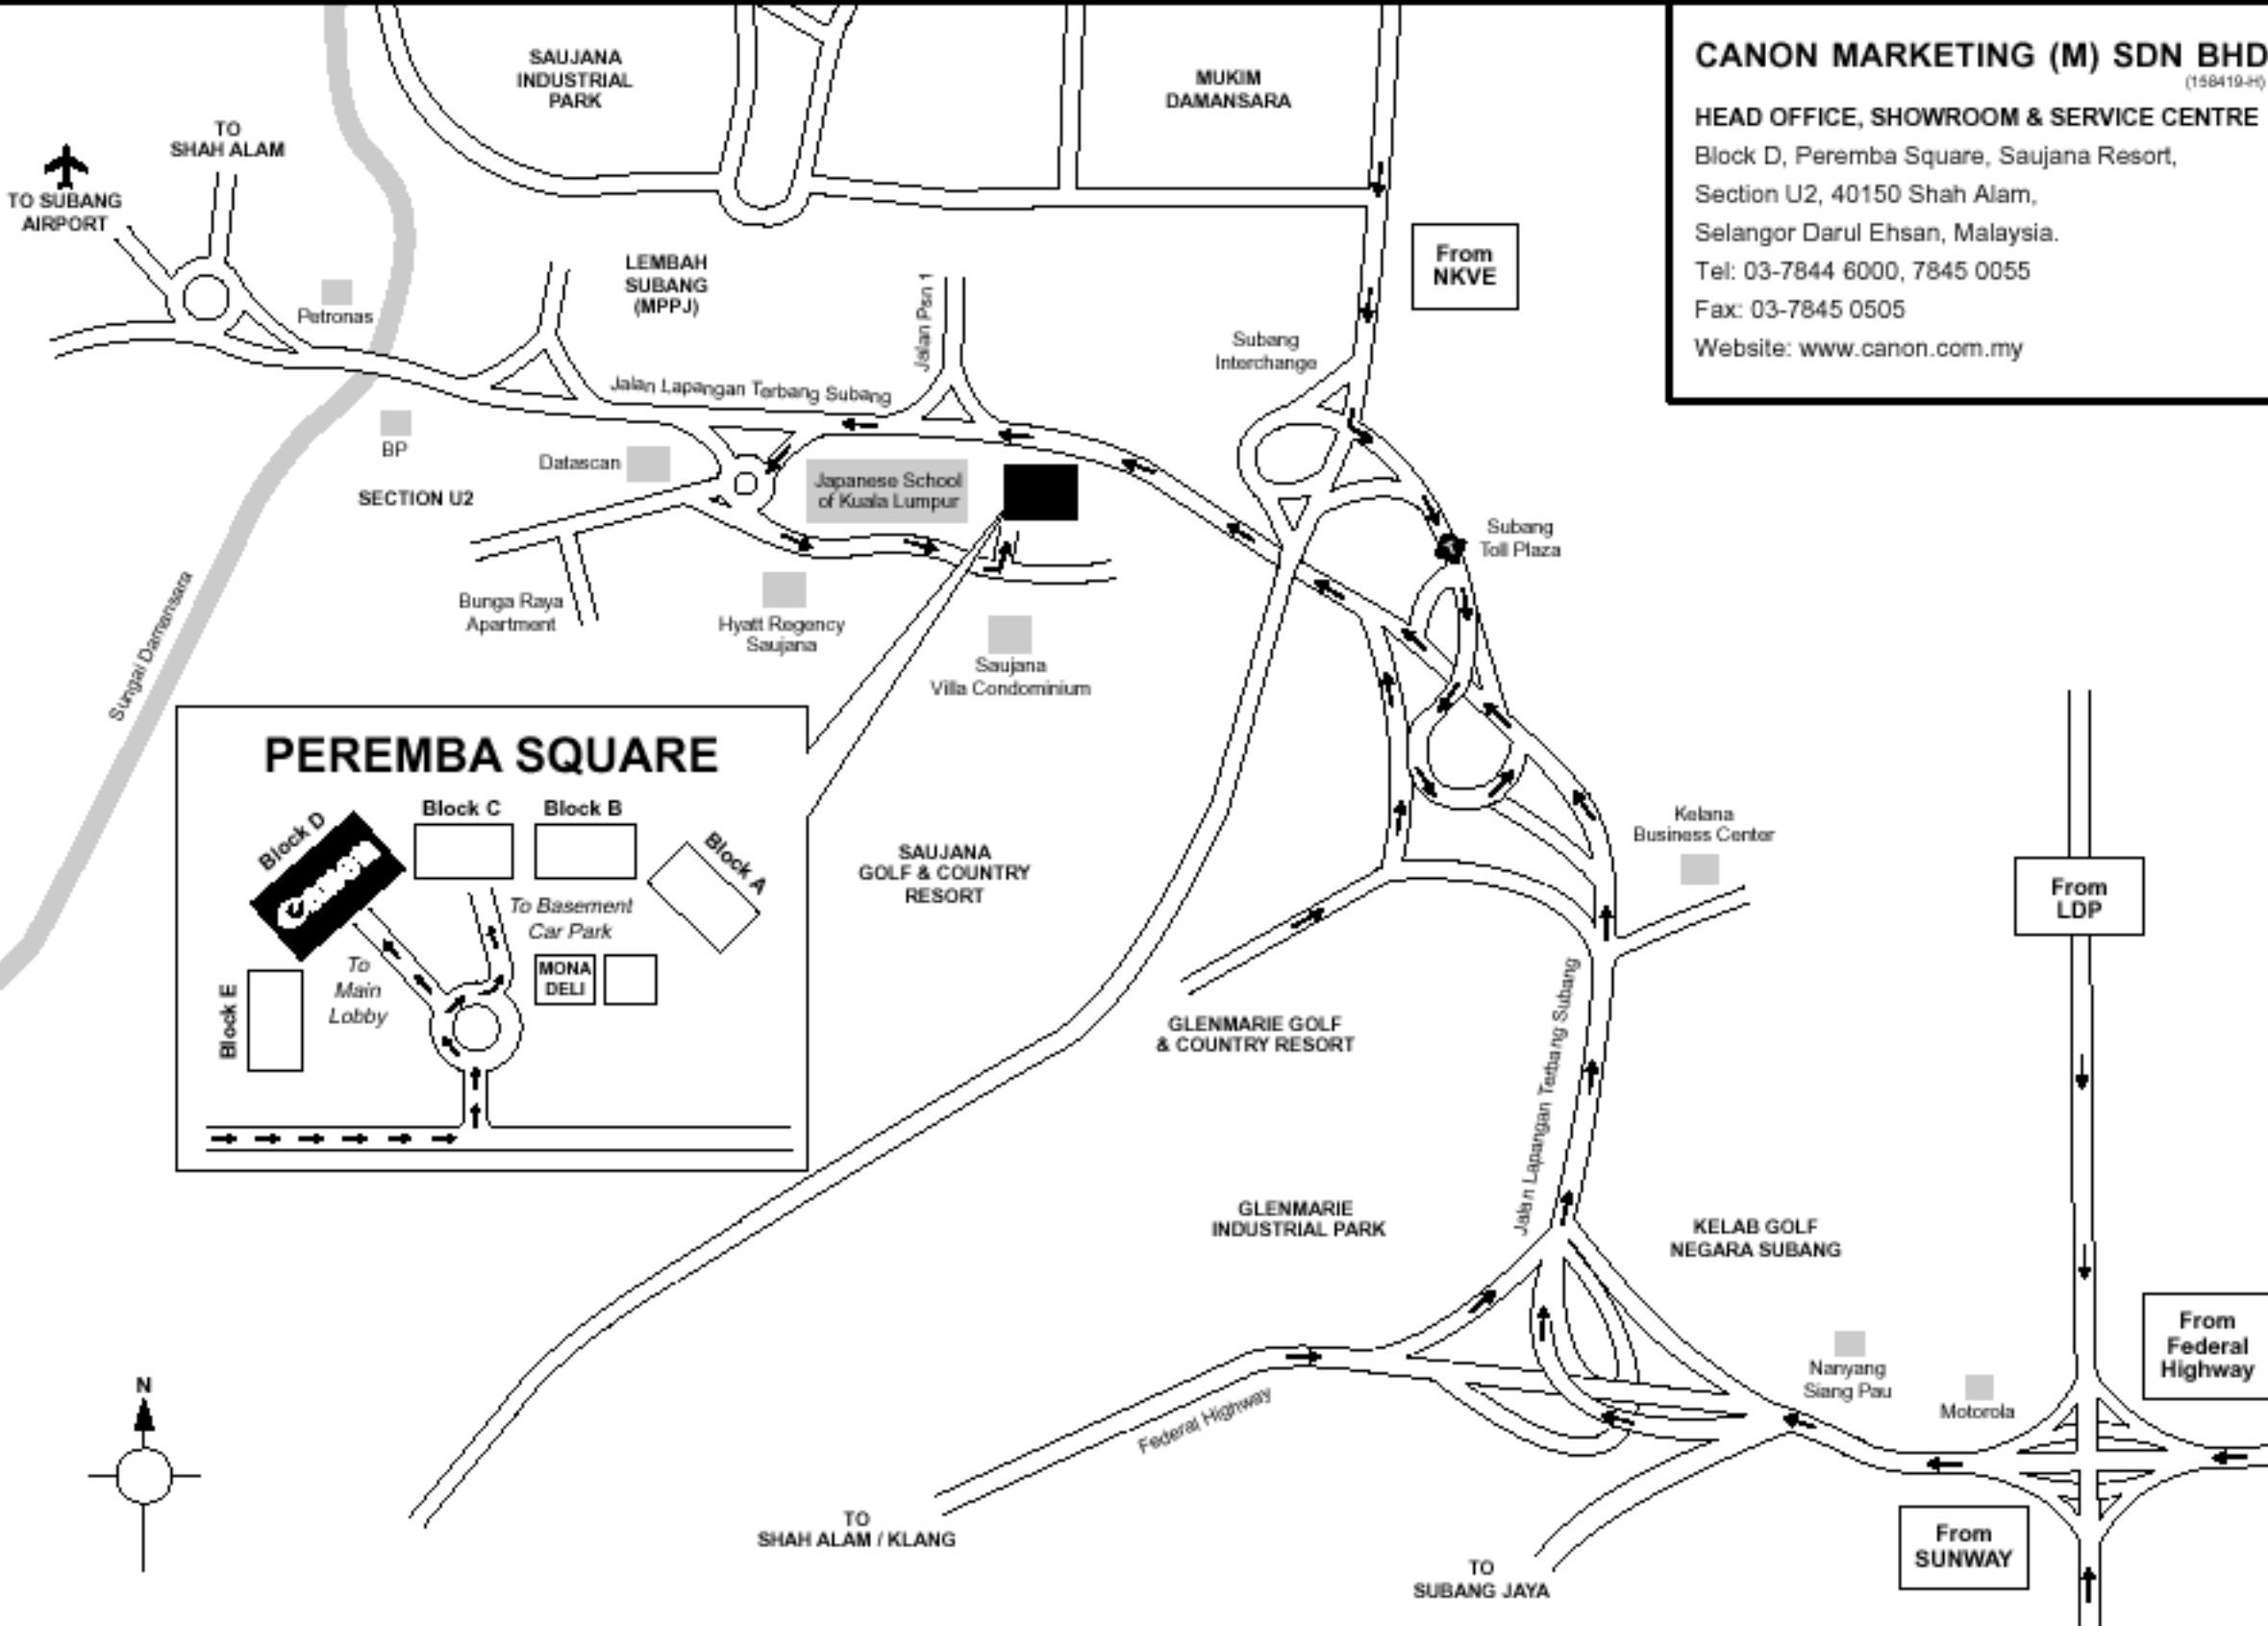 CANON MARKETING (M) SDN BHD
(158419-H)
HEAD OFFICE, SHOWROOM & SERVICE CENTRE
Block D, Peremba Square, Saujana Resort,
Section U2, 40150 Shah Alam,
Selangor Darul Ehsan, Malaysia.
Tel: 03-7844 6000, 7845 0055
Fax: 03-7845 0505
Website: www.canon.com.my
SAUJANA
INDUSTRIAL
PARK
MUKIM
DAMANSARA
TO
SHAH ALAM
TO SUBANG
AIRPORT
Petronas
LEMBAH
SUBANG
(MPPJ)
Jalan Psn 1
From
NKVE
Subang
Interchange
Jalan Lapangan Terbang Subang
BP
Datascan
SECTION U2
Japanese School
of Kuala Lumpur
Subang
Toll Plaza
Bunga Raya
Apartment
Hyatt Regency
Saujana
Saujana
Villa Condominium
Sungai Damansara
PEREMBA SQUARE
Block D
Block C
Block B
Block A
CANON
To Basement
Car Park
To
Main
Lobby
MONA
DELI
Block E
SAUJANA
GOLF & COUNTRY
RESORT
Kelana
Business Center
From
LDP
GLENMARIE GOLF
& COUNTRY RESORT
Jalan Lapangan Terbang Subang
GLENMARIE
INDUSTRIAL PARK
KELAB GOLF
NEGARA SUBANG
From
Federal
Highway
Nanyang
Siang Pau
Motorola
Federal Highway
N
TO
SHAH ALAM / KLANG
TO
SUBANG JAYA
From
SUNWAY